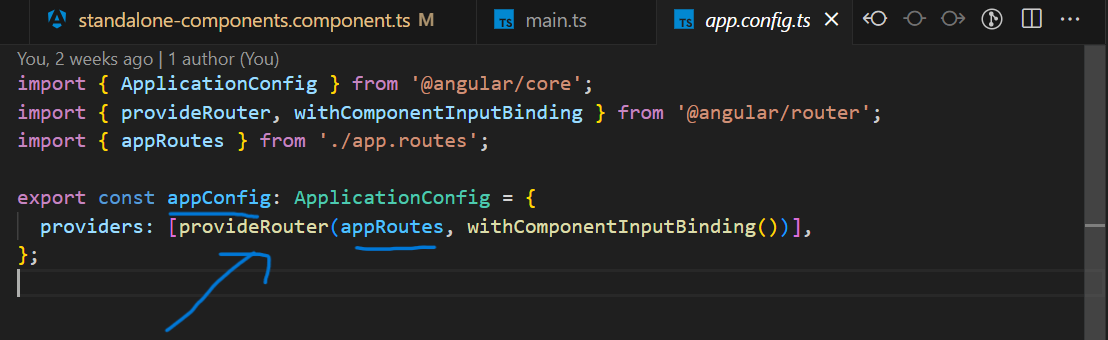 standalone-components.component.ts M TS main.ts TS app.config.ts
You, 2 weeks ago | 1 author (You)
import { ApplicationConfig } from '@angular/core';
import { provideRouter, withComponentInputBinding } from '@angular/router';
import { appRoutes } from './app.routes';
export const appConfig: ApplicationConfig = {
  providers: [provideRouter(appRoutes, withComponentInputBinding())],
};